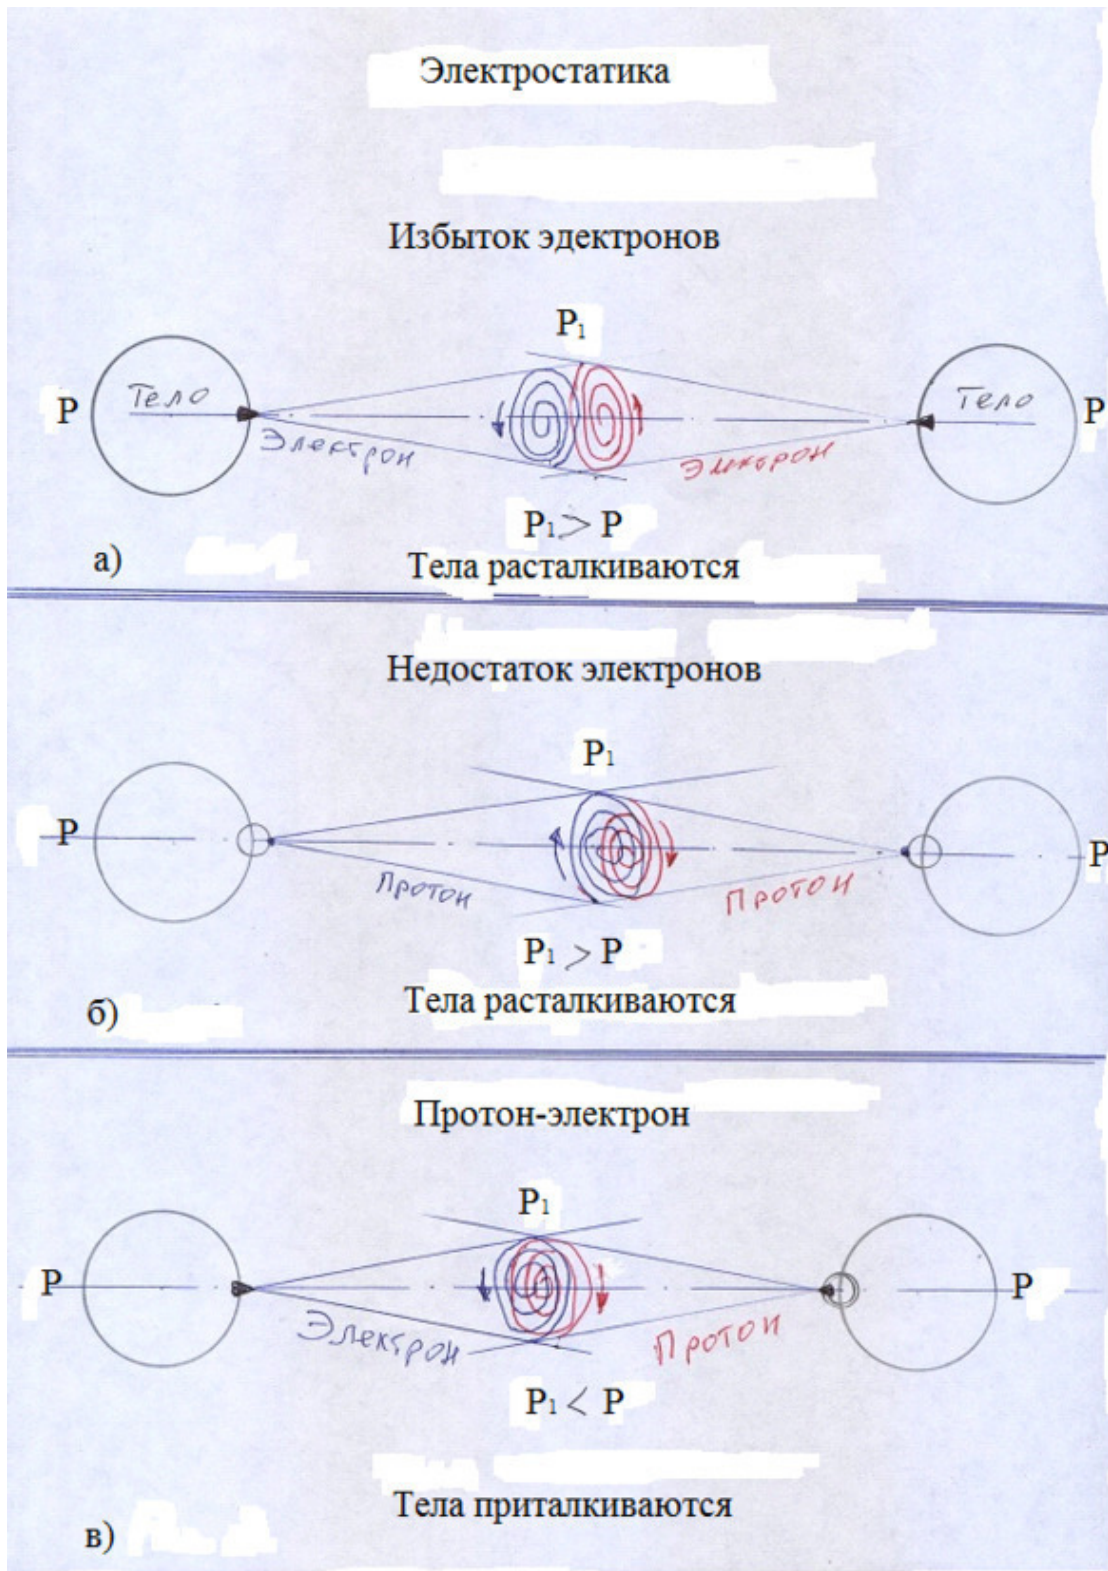 Электростатика
Избыток эдектронов
P₁
P Тело Тело P
Электрон Элктрон
P₁ > P
а)
Тела расталкиваются
Недостаток электронов
P₁
P P
Протон Протон
P₁ > P
Тела расталкиваются
б)
Протон-электрон
P₁
P P
Электрон Протон
P₁ < P
Тела приталкиваются
в)